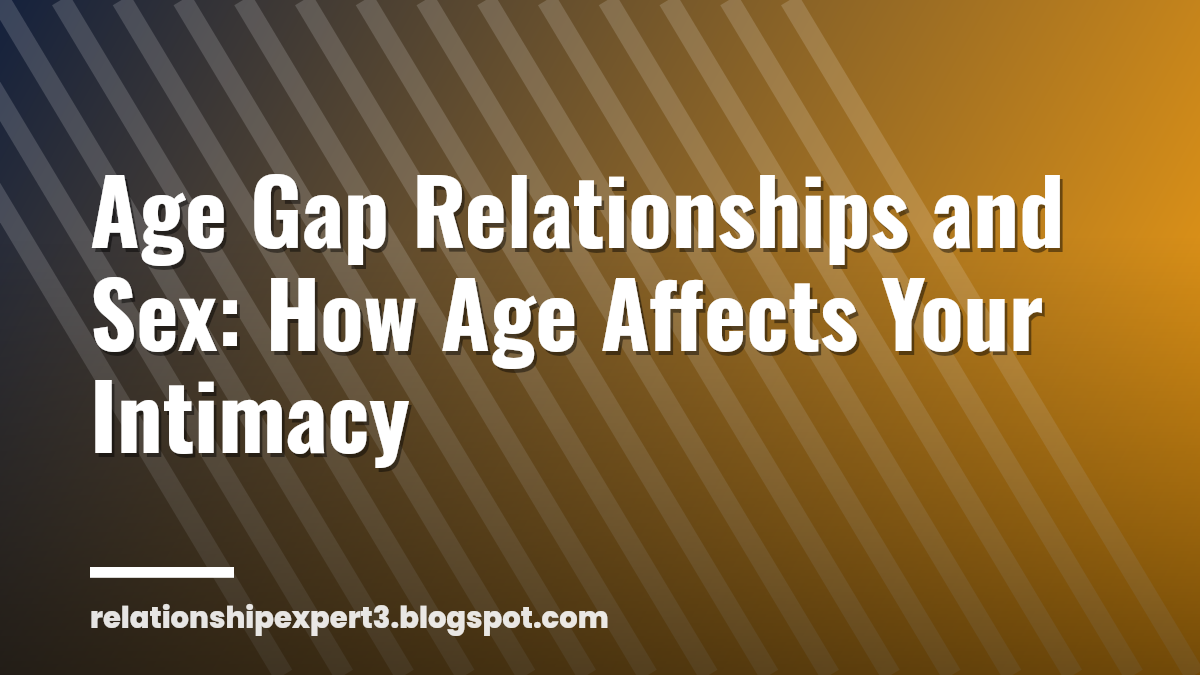 Age Gap Relationships and
Sex: How Age Affects Your
Intimacy
relationshipexpert3.blogspot.com